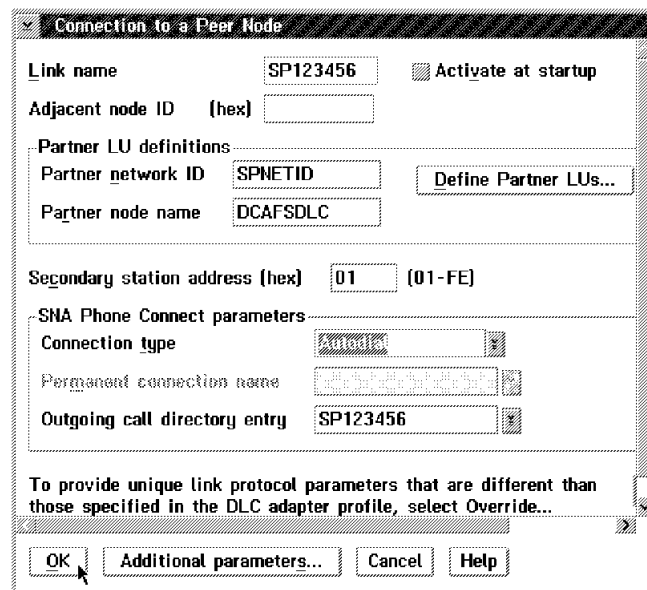 Connection to a Peer Node
Link name SP123456 Activate at startup
Adjacent node ID (hex)
Partner LU definitions
Partner network ID SPNETID Define Partner LUs...
Partner node name DCAFSDLC
Secondary station address (hex) 01 (01-FE)
SNA Phone Connect parameters
Connection type Autodial
Permanent connection name
Outgoing call directory entry SP123456
To provide unique link protocol parameters that are different than
those specified in the DLC adapter profile, select Override...
OK Additional parameters... Cancel Help